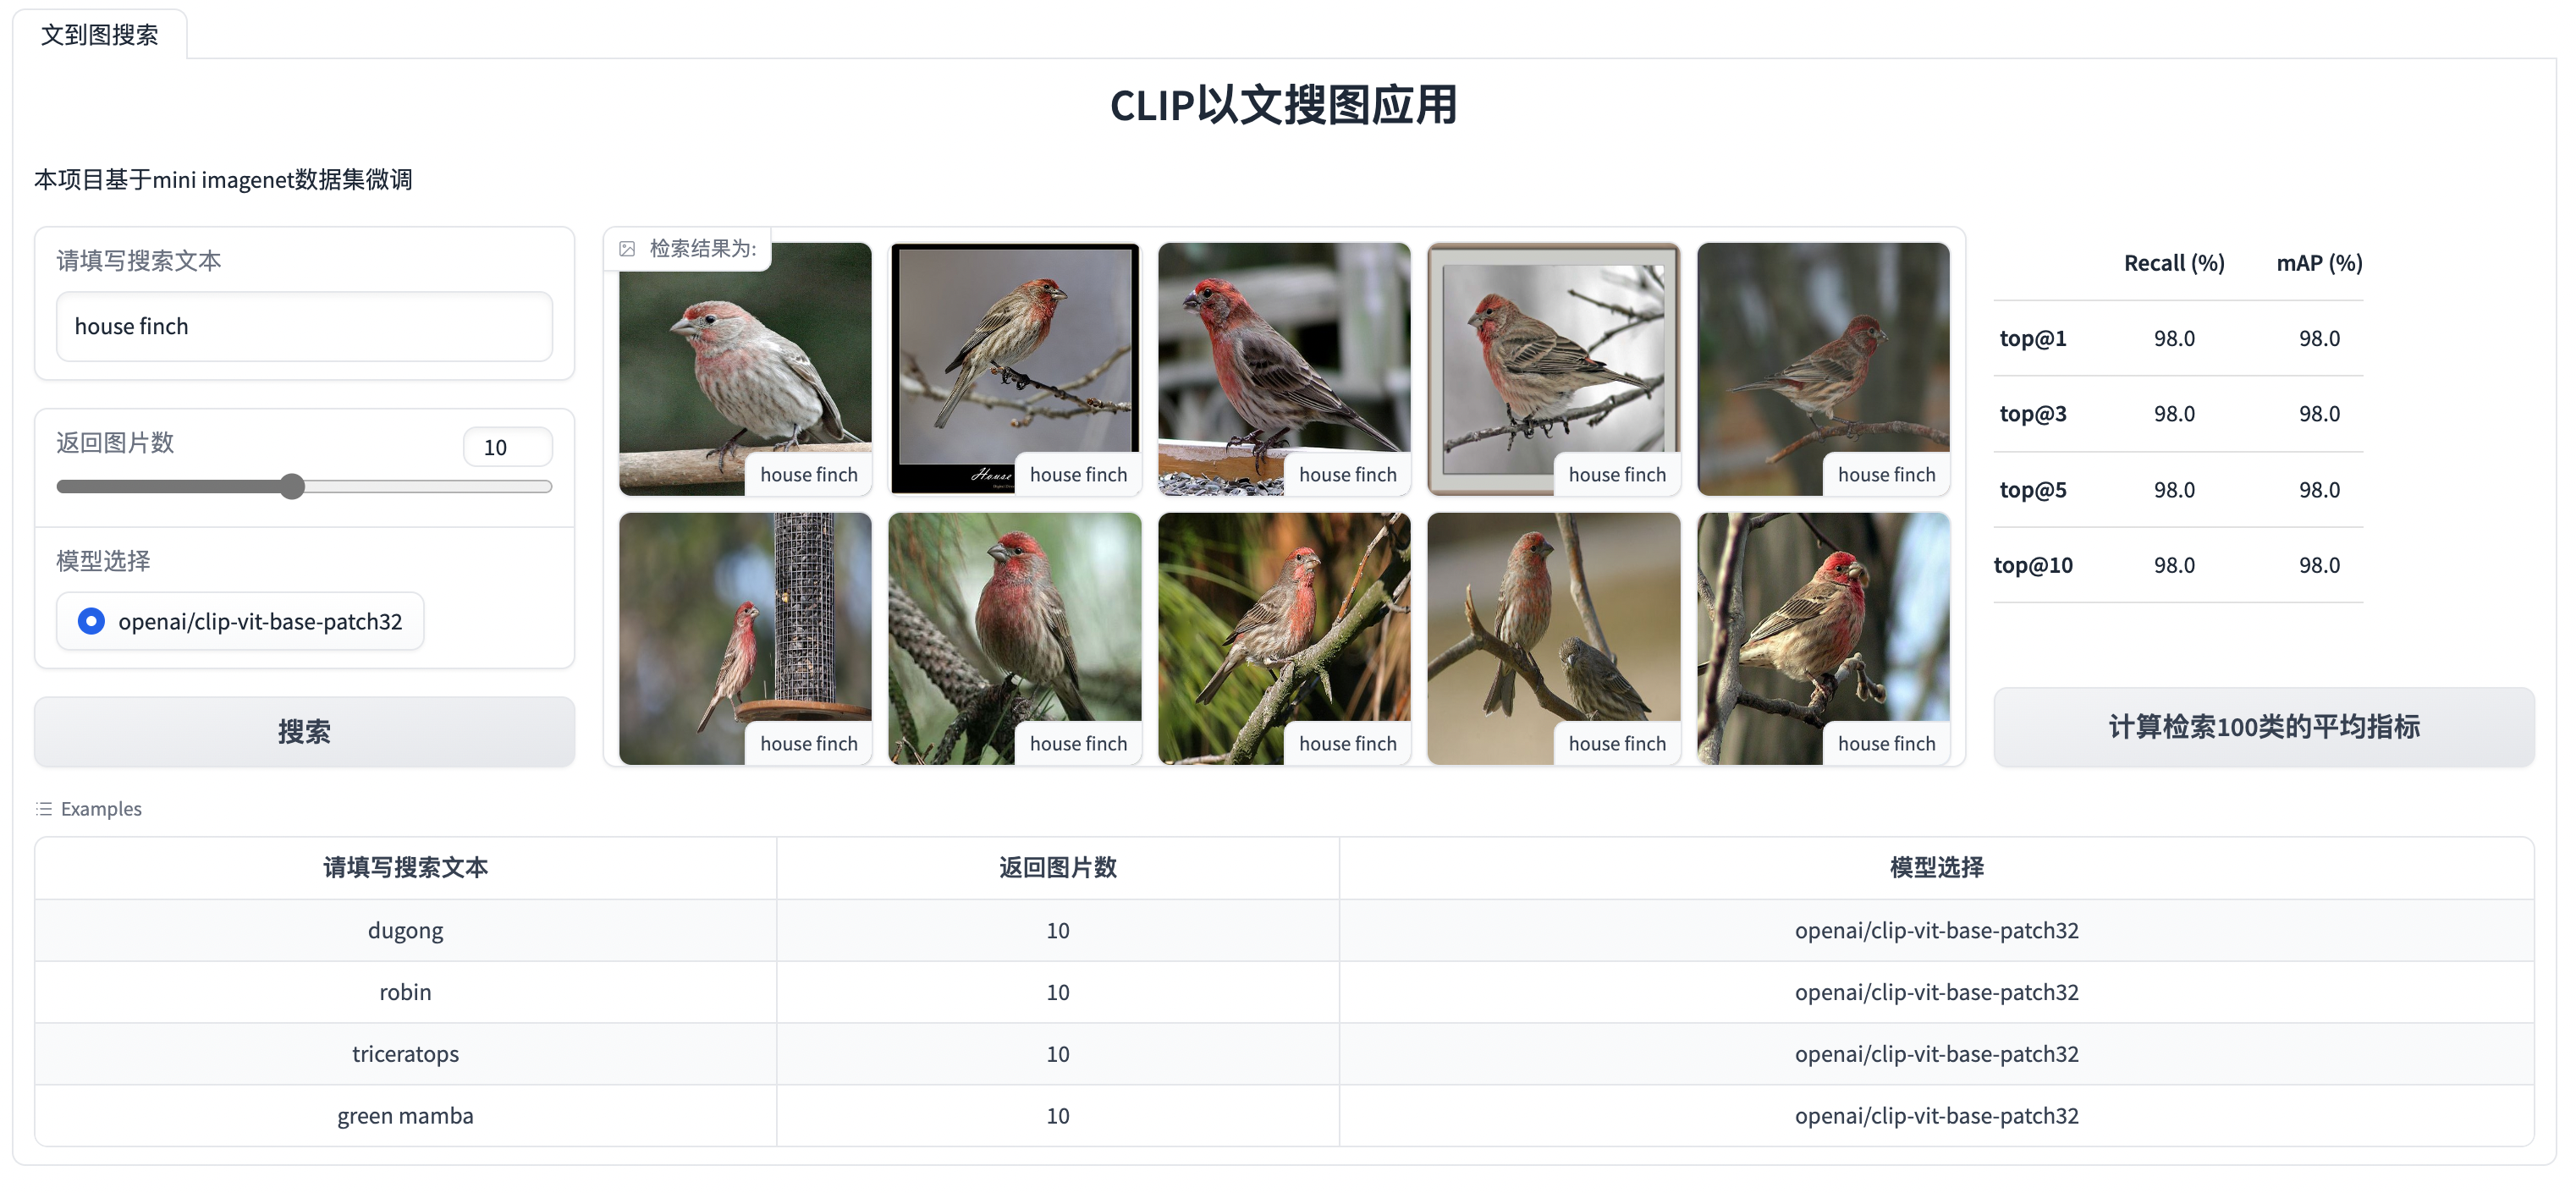 文到图搜索
CLIP以文搜图应用
本项目基于mini imagenet数据集微调
请填写搜索文本
house finch
返回图片数
10
模型选择
openai/clip-vit-base-patch32
搜索
检索结果为:
house finch
House
house finch
house finch
house finch
house finch
house finch
house finch
house finch
house finch
house finch
Recall (%) mAP (%)
top@1 98.0 98.0
top@3 98.0 98.0
top@5 98.0 98.0
top@10 98.0 98.0
计算检索100类的平均指标
Examples
请填写搜索文本 返回图片数 模型选择
dugong 10 openai/clip-vit-base-patch32
robin 10 openai/clip-vit-base-patch32
triceratops 10 openai/clip-vit-base-patch32
green mamba 10 openai/clip-vit-base-patch32